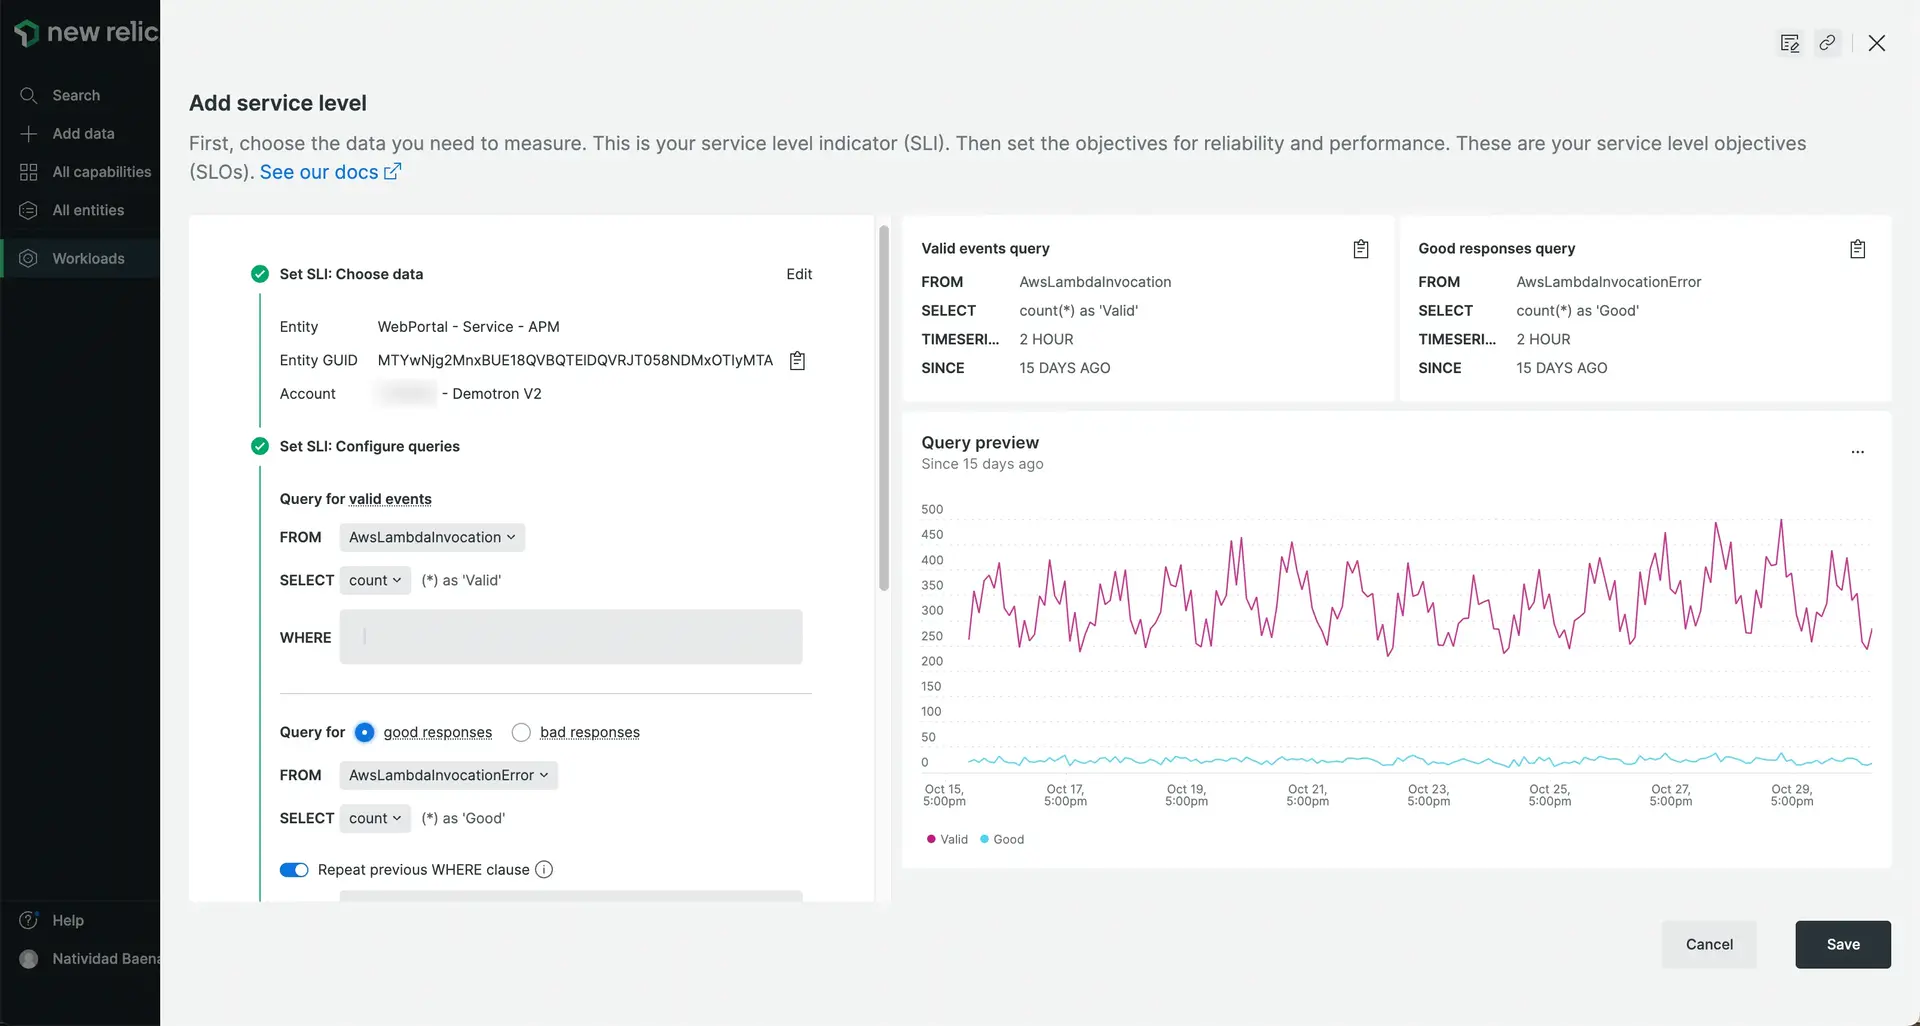 new relic
Search
Add data
All capabilities
All entities
Workloads
Help
Natividad Baena
Add service level
First, choose the data you need to measure. This is your service level indicator (SLI). Then set the objectives for reliability and performance. These are your service level objectives
(SLOs). See our docs
Set SLI: Choose data
Edit
Entity WebPortal - Service - APM
Entity GUID MTYwNjg2MnxBUE18QVBQTElDQVRJT058NDMxOTIyMTA
Account - Demotron V2
Set SLI: Configure queries
Query for valid events
FROM AwsLambdaInvocation
SELECT count (*) as 'Valid'
WHERE
Query for good responses bad responses
FROM AwsLambdaInvocationError
SELECT count (*) as 'Good'
Repeat previous WHERE clause
Valid events query
FROM AwsLambdaInvocation
SELECT count(*) as 'Valid'
TIMESERI... 2 HOUR
SINCE 15 DAYS AGO
Good responses query
FROM AwsLambdaInvocationError
SELECT count(*) as 'Good'
TIMESERI... 2 HOUR
SINCE 15 DAYS AGO
Query preview
Since 15 days ago
500
450
400
350
300
250
200
150
100
50
0
Oct 15, Oct 17, Oct 19, Oct 21, Oct 23, Oct 25, Oct 27, Oct 29,
5:00pm 5:00pm 5:00pm 5:00pm 5:00pm 5:00pm 5:00pm 5:00pm
Valid Good
Cancel
Save